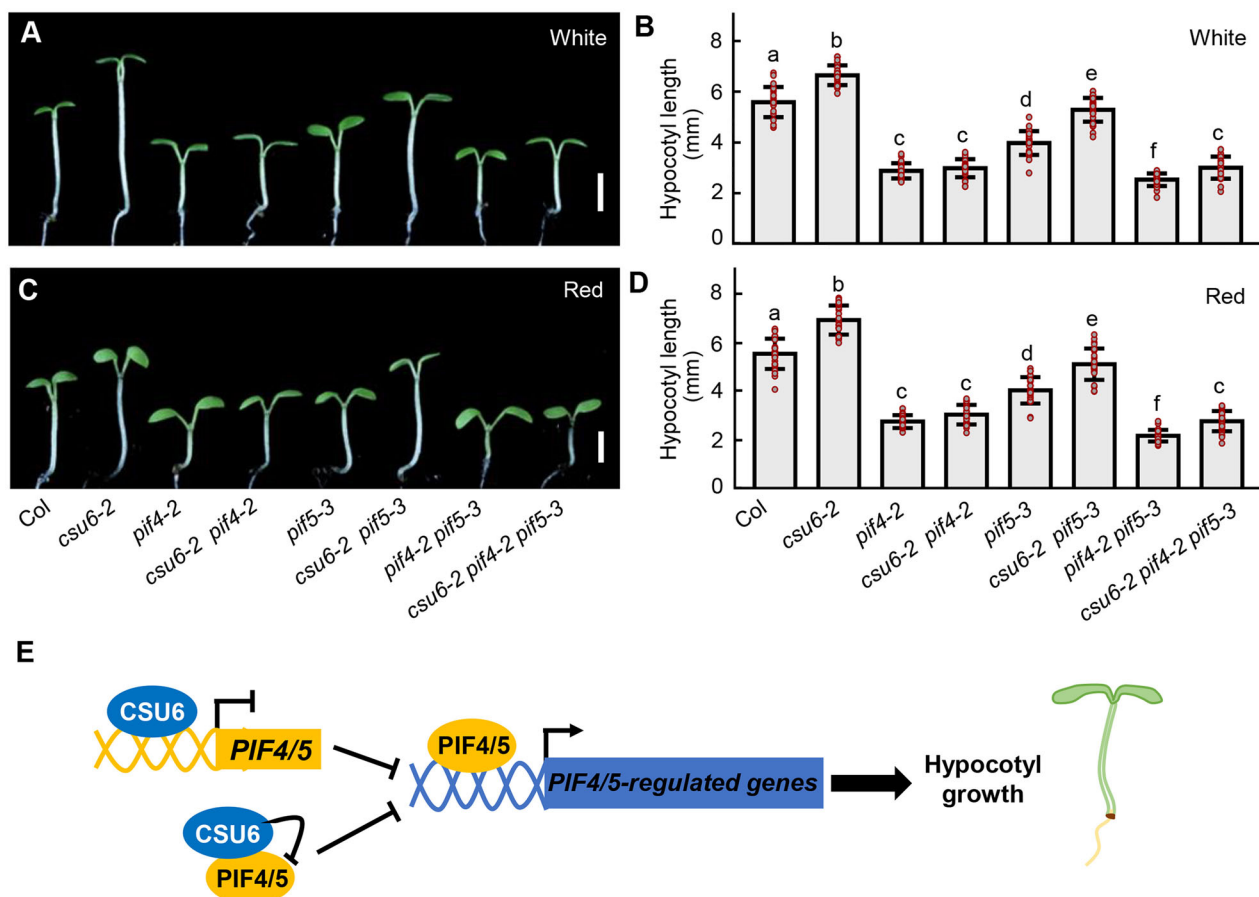 A
White
B
White
Hypocotyl length
(mm)
8
6
4
2
0
a
b
c
c
d
e
f
c
C
Red
D
Red
Hypocotyl length
(mm)
8
6
4
2
0
a
b
c
c
d
e
f
c
Col
csu6-2
pif4-2
csu6-2 pif4-2
pif5-3
csu6-2 pif5-3
pif4-2 pif5-3
csu6-2 pif4-2 pif5-3
Col
csu6-2
pif4-2
csu6-2 pif4-2
pif5-3
csu6-2 pif5-3
pif4-2 pif5-3
csu6-2 pif4-2 pif5-3
E
CSU6
PIF4/5
CSU6
PIF4/5
PIF4/5
PIF4/5-regulated genes
Hypocotyl
growth